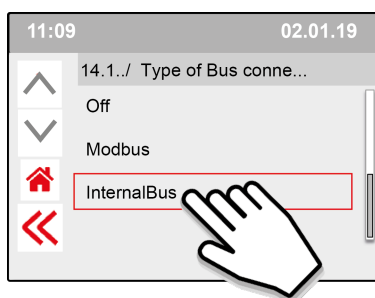 11:09 02.01.19
14.1../ Type of Bus conne...
Off
Modbus
InternalBus